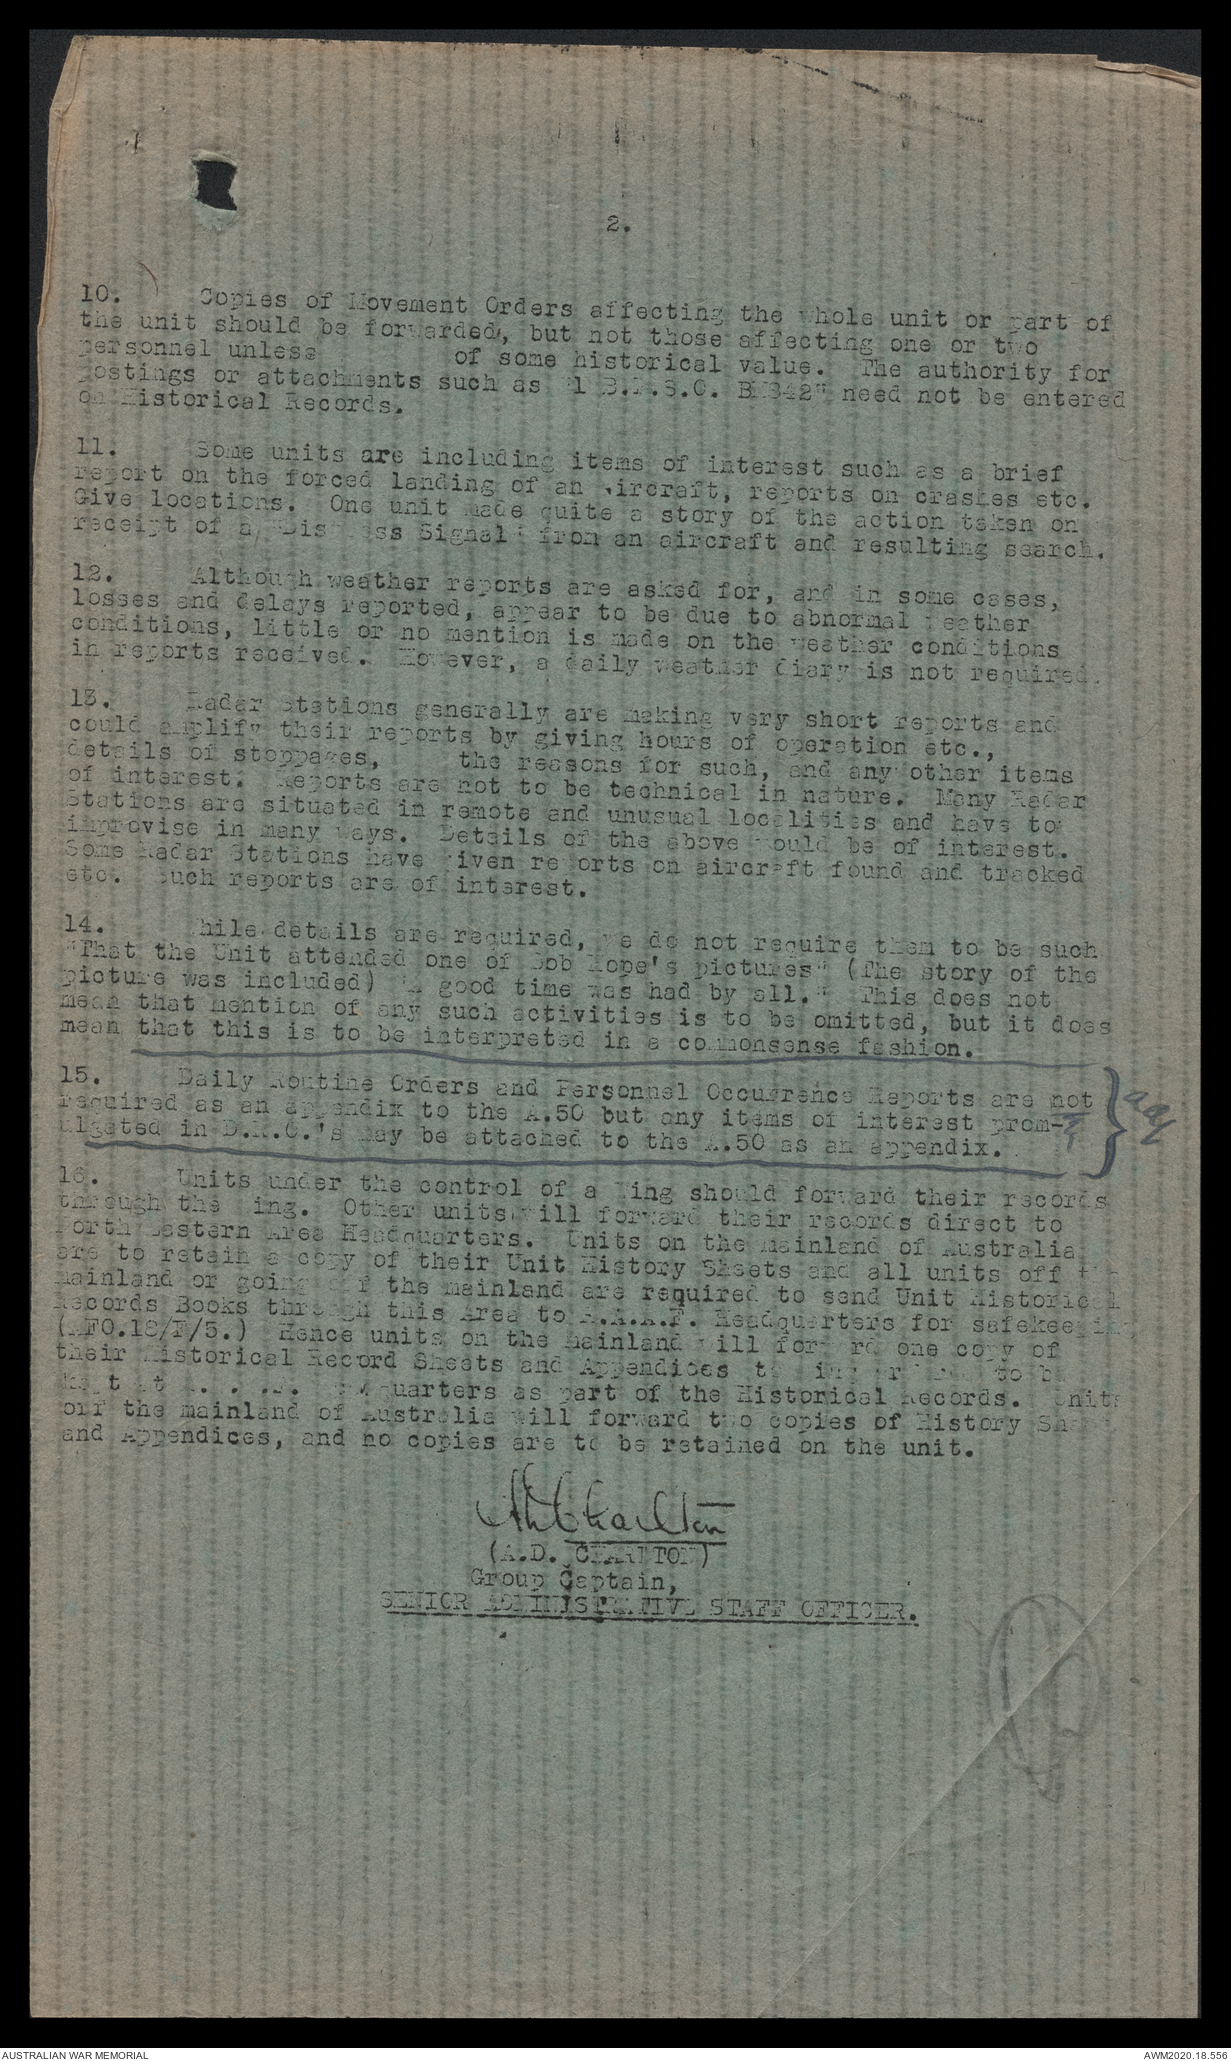 2.
10. Copies of Movement Orders affecting the whole unit or part of
the unit should be forwarded, but not those affecting one or two
personnel unless of some historical value. The authority for
postings or attachments such as "1 B.P.S.O. 342" need not be entered
on Historical Records.
11. Some units are including items of interest such as a brief
report on the forced landing of an aircraft, reports on crashes etc.
Give locations. One unit made quite a story of the action taken on
receipt of a "Distress Signal" from an aircraft and resulting search.
12. Although weather reports are asked for, and in some cases,
losses and delays reported, appear to be due to abnormal weather
conditions, little or no mention is made on the weather conditions
in reports received. However, a daily weather diary is not required.
13. Radar Stations generally are making very short reports and
could amplify their reports by giving hours of operation etc.,
details of stoppages, the reasons for such, and any other items
of interest. Reports are not to be technical in nature. Many Radar
Stations are situated in remote and unusual localities and have to
improvise in many ways. Details of the above would be of interest.
Some Radar Stations have given reports on aircraft found and tracked
etc. Such reports are of interest.
14. While details are required, we do not require them to be such
"That the Unit attended one of Bob Hope's pictures" (The story of the
picture was included) "A good time was had by all." This does not
mean that mention of any such activities is to be omitted, but it does
mean that this is to be interpreted in a commonsense fashion.
15. Daily Routine Orders and Personnel Occurrence Reports are not
required as an appendix to the A.50 but any items of interest prom-
ulgated in D.R.O.'s may be attached to the A.50 as an appendix.
16. Units under the control of a Wing should forward their records
through the Wing. Other units will forward their records direct to
North Eastern Area Headquarters. Units on the mainland of Australia
are to retain a copy of their Unit History Sheets and all units off the
mainland or going off the mainland are required to send Unit Historical
Records Books through this Area to R.A.A.F. Headquarters for safekeeping
(AFO.18/F/5.) Hence units on the mainland will forward one copy of
their Historical Record Sheets and Appendices to be
kept at Headquarters as part of the Historical Records. Units
off the mainland of Australia will forward two copies of History Sheets
and Appendices, and no copies are to be retained on the unit.
(A.D. CHARLTON)
Group Captain,
SENIOR ADMINISTRATIVE STAFF OFFICER.
AUSTRALIAN WAR MEMORIAL
AWM2020.18.556